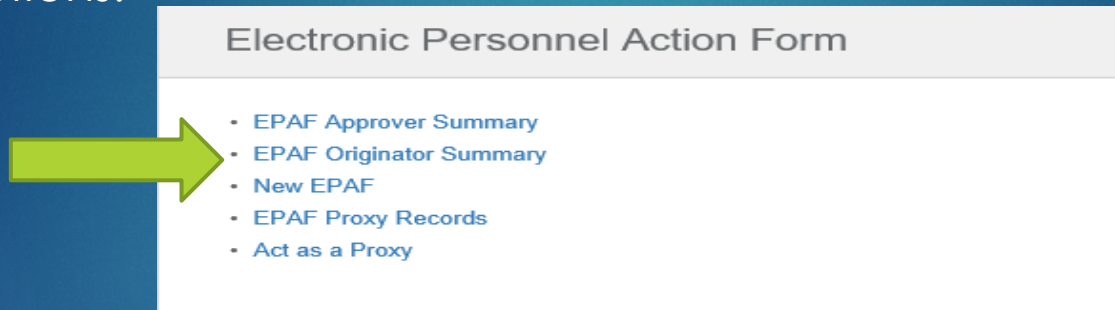 Electronic Personnel Action Form
• EPAF Approver Summary
• EPAF Originator Summary
• New EPAF
• EPAF Proxy Records
• Act as a Proxy